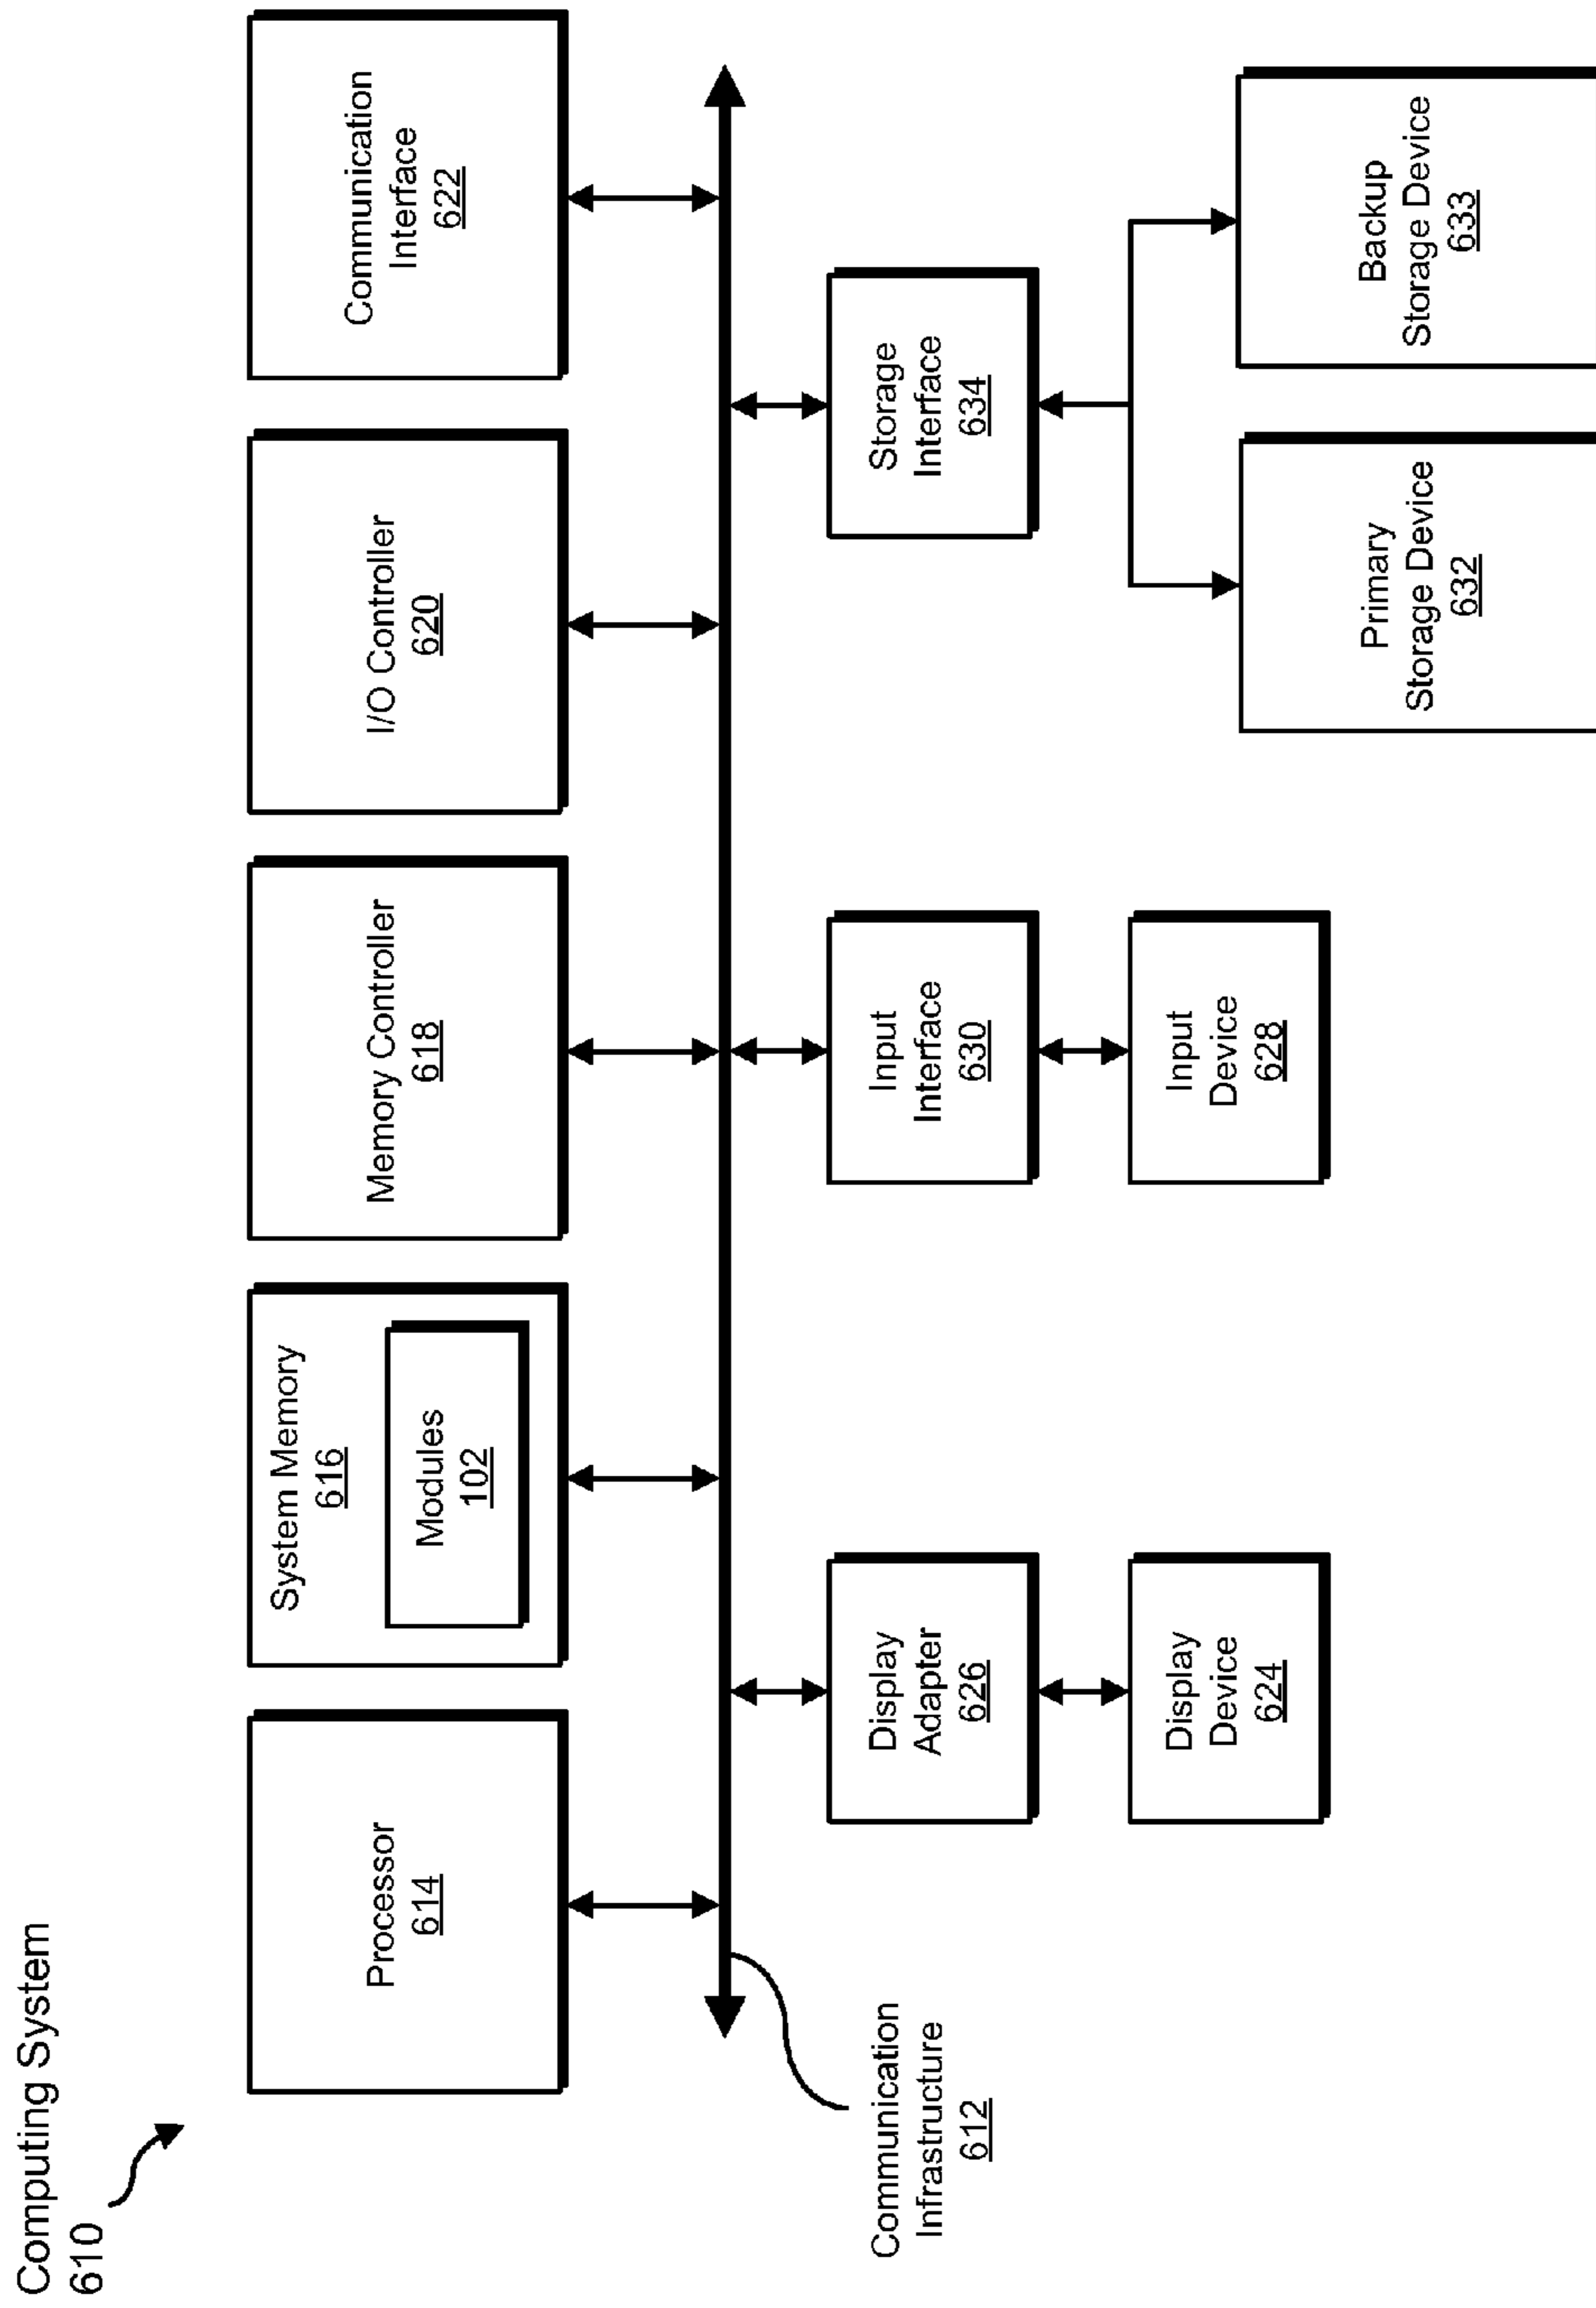 Computing System
610
Processor
614
System Memory
616
Modules
102
Memory Controller
618
I/O Controller
620
Communication
Interface
622
Communication
Infrastructure
612
Display
Adapter
626
Input
Interface
630
Storage
Interface
634
Display
Device
624
Input
Device
628
Primary
Storage Device
632
Backup
Storage Device
633